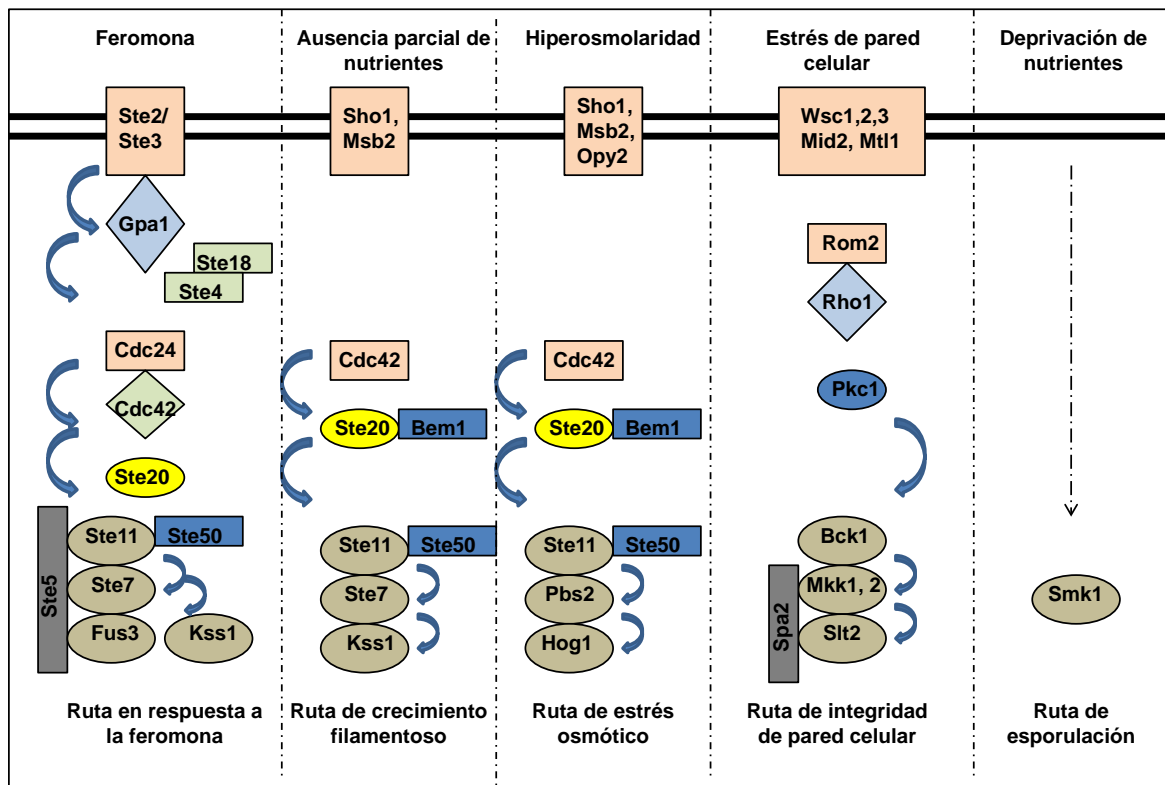 Feromona
Ste2/
Ste3
Gpa1
Ste18
Ste4
Cdc24
Cdc42
Ste20
Ste11
Ste50
Ste7
Fus3
Kss1
Ste5
Ruta en respuesta a
la feromona
Ausencia parcial de
nutrientes
Sho1,
Msb2
Cdc42
Ste20
Bem1
Ste11
Ste50
Ste7
Kss1
Ruta de crecimiento
filamentoso
Hiperosmolaridad
Sho1,
Msb2,
Opy2
Cdc42
Ste20
Bem1
Ste11
Ste50
Pbs2
Hog1
Ruta de estrés
osmótico
Estrés de pared
celular
Wsc1,2,3
Mid2, Mtl1
Rom2
Rho1
Pkc1
Bck1
Mkk1, 2
Slt2
Spa2
Ruta de integridad
de pared celular
Deprivación de
nutrientes
Smk1
Ruta de
esporulación